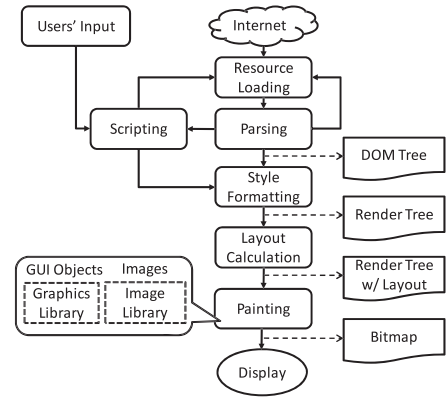 Users' Input
Internet
Resource
Loading
Scripting
Parsing
DOM Tree
Style
Formatting
Render Tree
Layout
Calculation
Render Tree
w/ Layout
GUI Objects
Images
Graphics
Library
Image
Library
Painting
Bitmap
Display